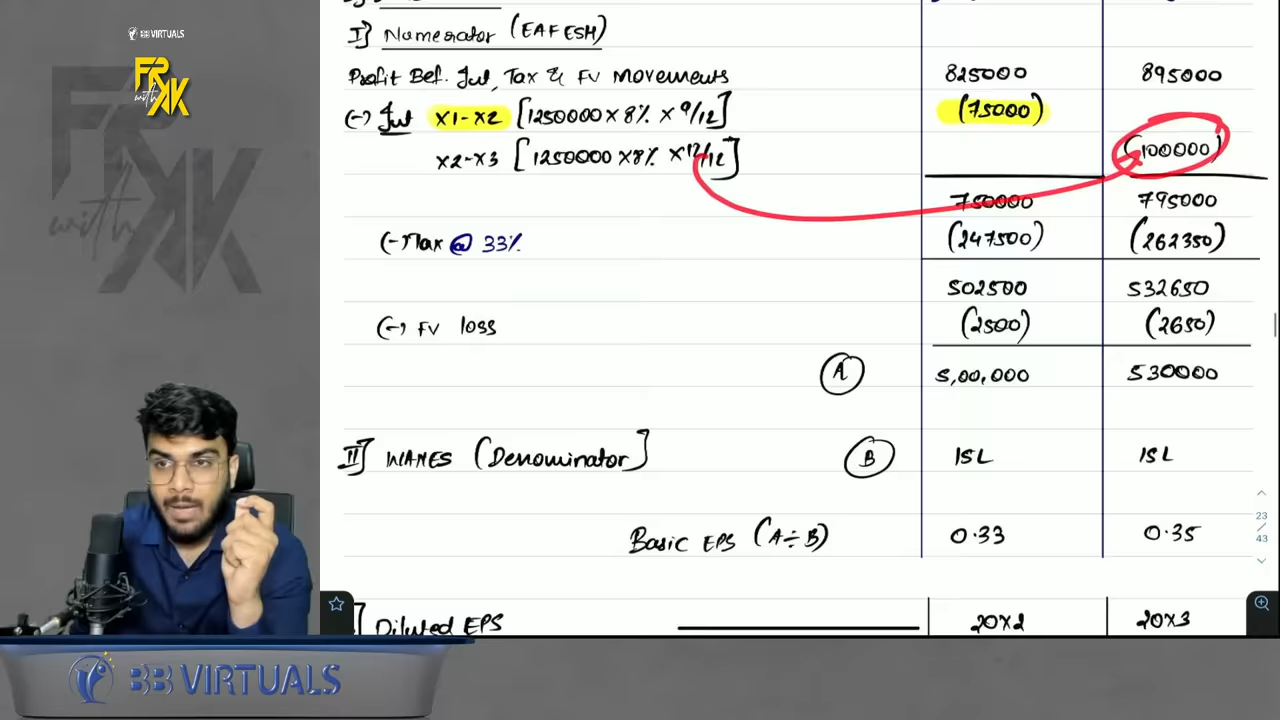 BB VIRTUALS
FR
with
KK
I] Numerator (EAFESH)
Profit Bef. Int, Tax & FV Movements 825000 895000
(-) Int X1-X2 [1250000 x 8% x 9/12] (75000)
X2-X3 [1250000 x 8% x 12/12] (100000)
750000 795000
(-) Tax @ 33% (247500) (262350)
502500 532650
(-) FV loss (2500) (2650)
A 5,00,000 530000
II] WANES (Denominator] B 15L 15L
23
/
43
Basic EPS (A÷B) 0.33 0.35
Diluted EPS 20X2 20X3
BB VIRTUALS